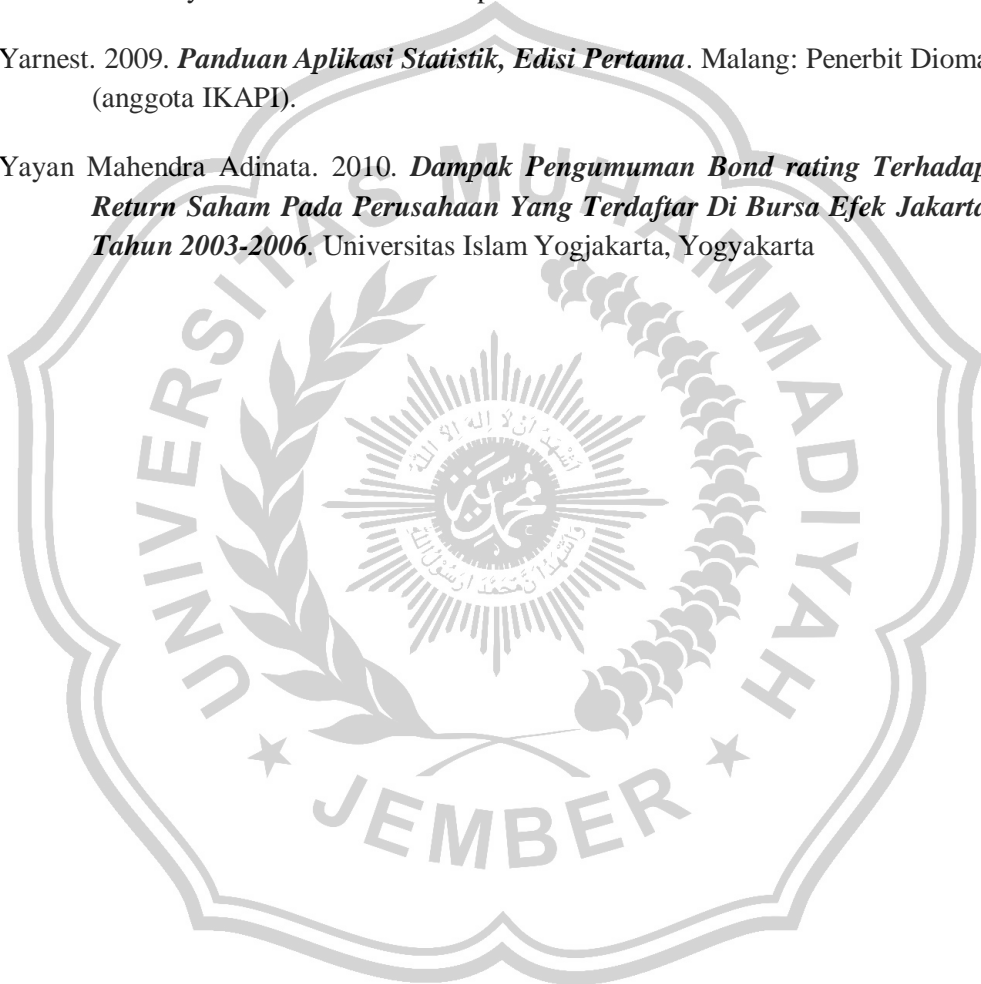 Yarnest. 2009. Panduan Aplikasi Statistik, Edisi Pertama. Malang: Penerbit Dioma
(anggota IKAPI).
Yayan Mahendra Adinata. 2010. Dampak Pengumuman Bond rating Terhadap
Return Saham Pada Perusahaan Yang Terdaftar Di Bursa Efek Jakarta
Tahun 2003-2006. Universitas Islam Yogjakarta, Yogyakarta
UNIVERSITAS MUHAMMADIYAH
JEMBER